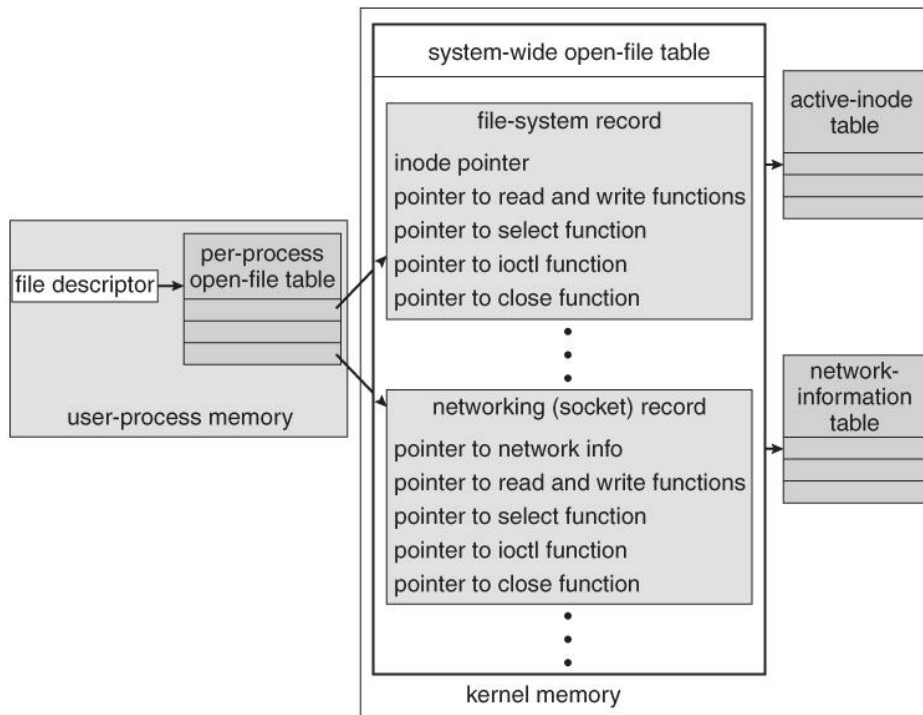 system-wide open-file table
file-system record
inode pointer
pointer to read and write functions
pointer to select function
pointer to ioctl function
pointer to close function
active-inode
table
per-process
open-file table
file descriptor
user-process memory
networking (socket) record
pointer to network info
pointer to read and write functions
pointer to select function
pointer to ioctl function
pointer to close function
network-
information
table
kernel memory